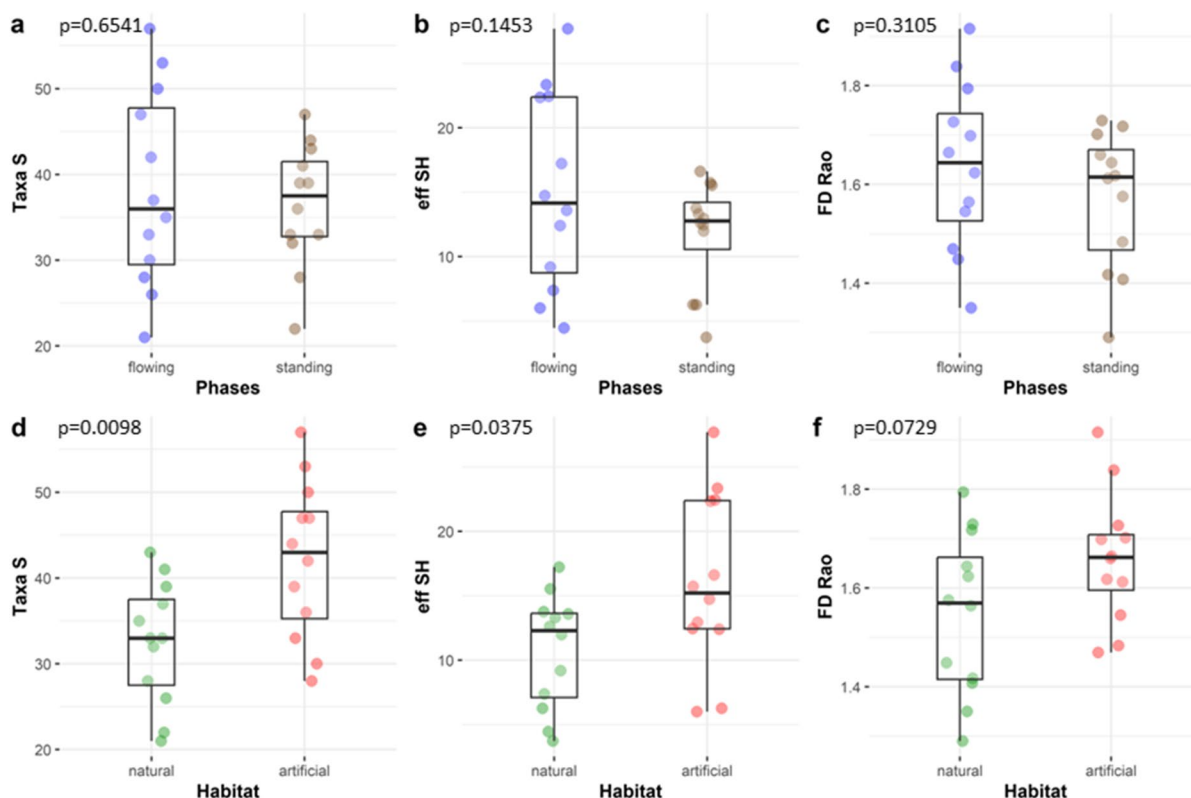 a p=0.6541
Taxa S
50
40
30
20
flowing standing
Phases
b p=0.1453
eff SH
20
10
flowing standing
Phases
c p=0.3105
FD Rao
1.8
1.6
1.4
flowing standing
Phases
d p=0.0098
Taxa S
50
40
30
20
natural artificial
Habitat
e p=0.0375
eff SH
20
10
natural artificial
Habitat
f p=0.0729
FD Rao
1.8
1.6
1.4
natural artificial
Habitat